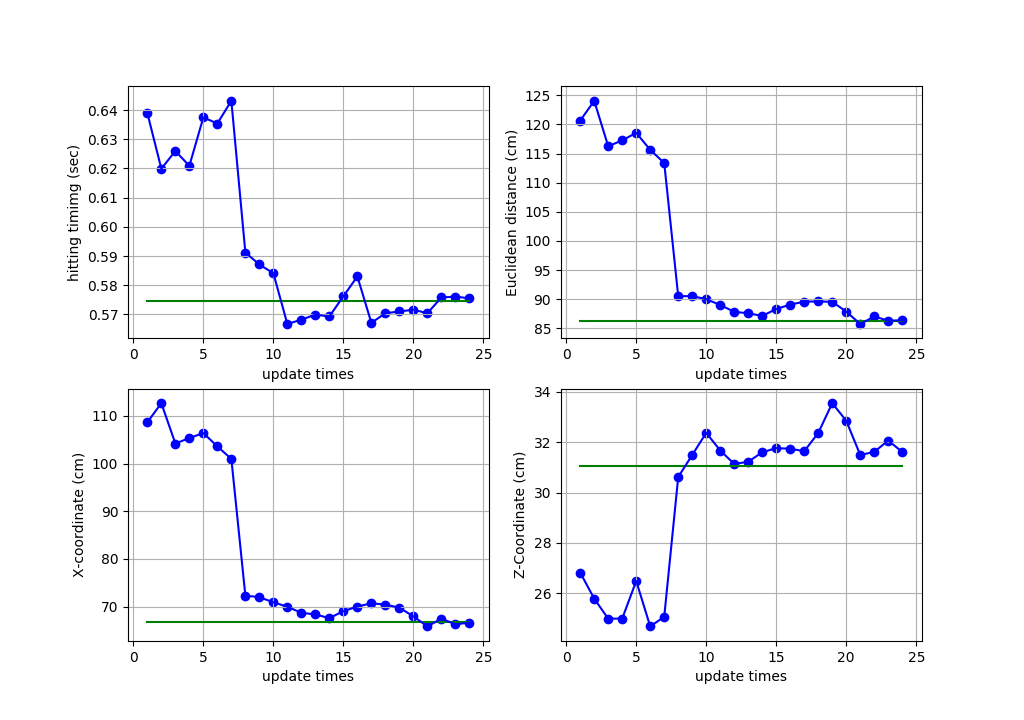 0.64
0.63
0.62
0.61
0.60
0.59
0.58
0.57
hitting timimg (sec)
0 5 10 15 20 25
update times
125
120
115
110
105
100
95
90
85
Euclidean distance (cm)
0 5 10 15 20 25
update times
110
100
90
80
70
X-coordinate (cm)
0 5 10 15 20 25
update times
34
32
30
28
26
Z-Coordinate (cm)
0 5 10 15 20 25
update times